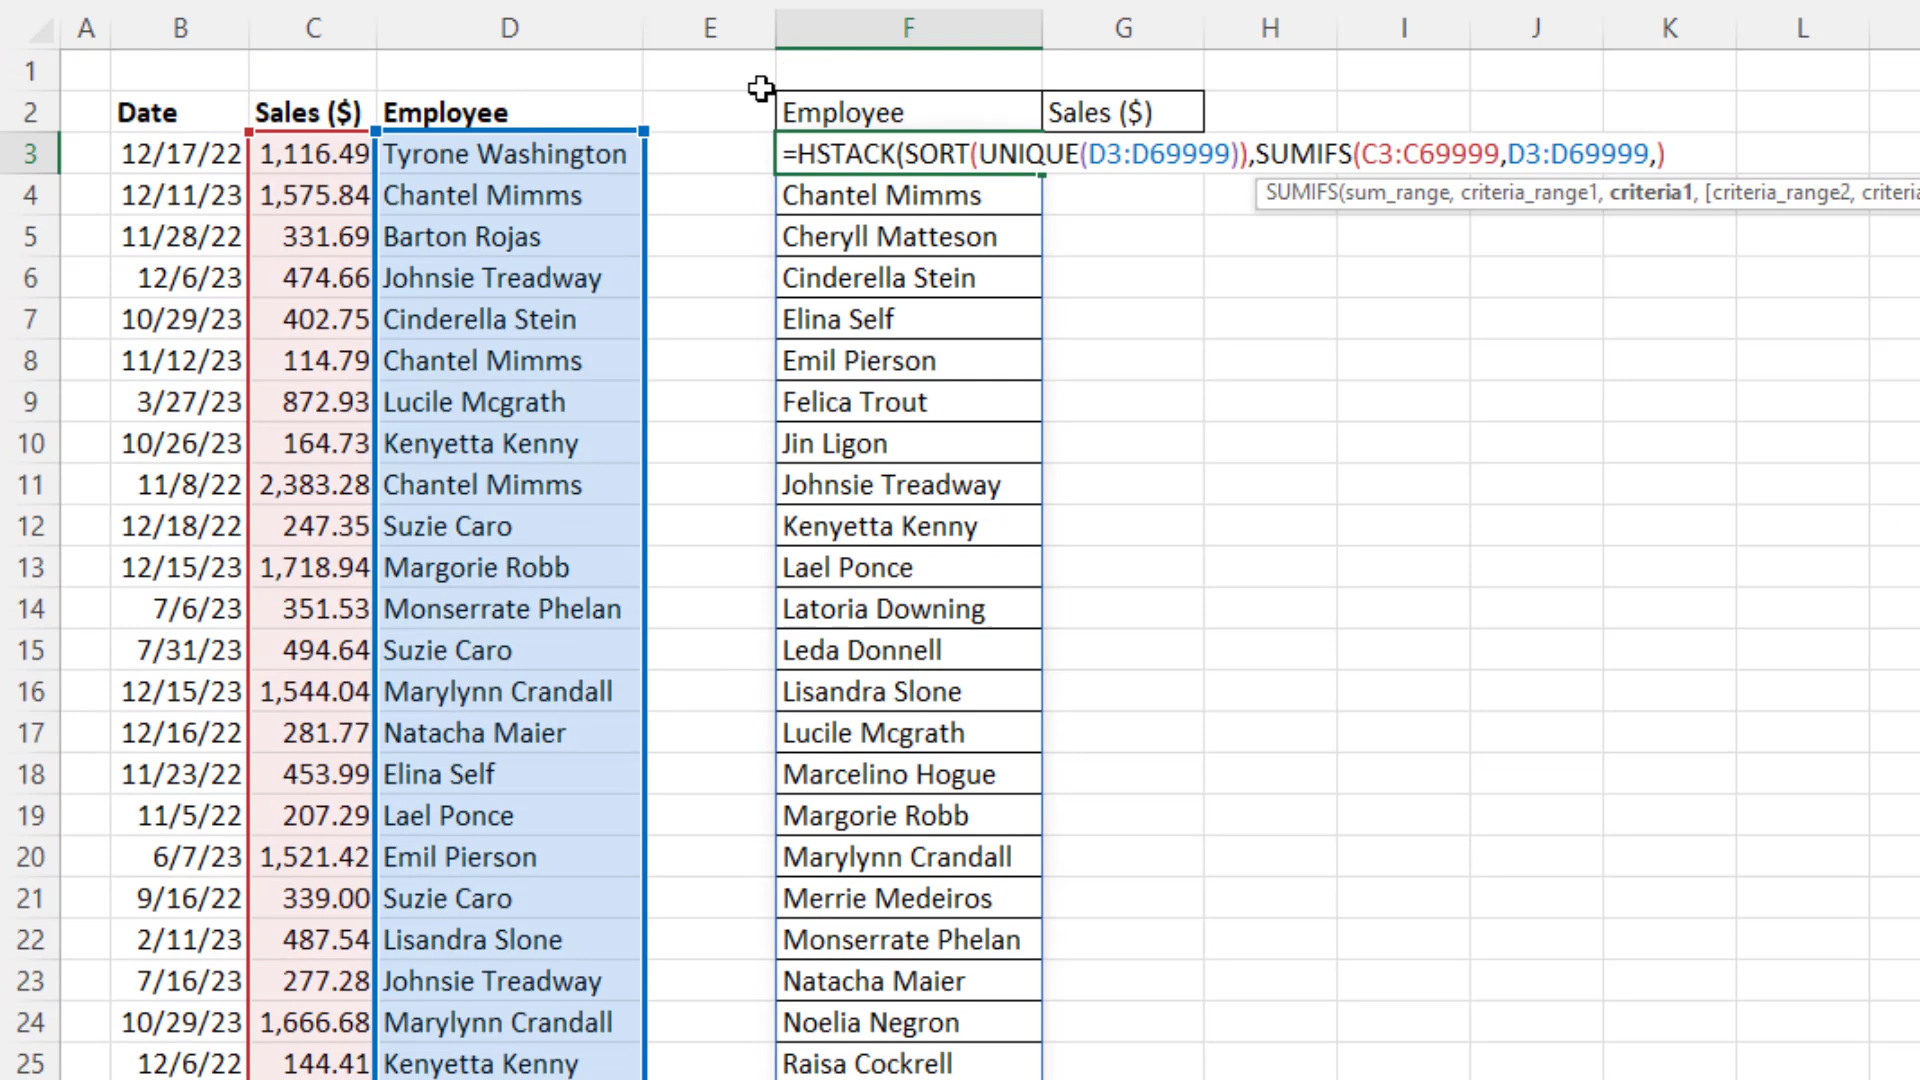 A B C D E F G H I J K L
1
2 Date Sales ($) Employee Employee Sales ($)
3 12/17/22 1,116.49 Tyrone Washington =HSTACK(SORT(UNIQUE(D3:D69999)),SUMIFS(C3:C69999,D3:D69999,)
4 12/11/23 1,575.84 Chantel Mimms Chantel Mimms SUMIFS(sum_range, criteria_range1, criteria1, [criteria_range2, criteria
5 11/28/22 331.69 Barton Rojas Cheryll Matteson
6 12/6/23 474.66 Johnsie Treadway Cinderella Stein
7 10/29/23 402.75 Cinderella Stein Elina Self
8 11/12/23 114.79 Chantel Mimms Emil Pierson
9 3/27/23 872.93 Lucile Mcgrath Felica Trout
10 10/26/23 164.73 Kenyetta Kenny Jin Ligon
11 11/8/22 2,383.28 Chantel Mimms Johnsie Treadway
12 12/18/22 247.35 Suzie Caro Kenyetta Kenny
13 12/15/23 1,718.94 Margorie Robb Lael Ponce
14 7/6/23 351.53 Monserrate Phelan Latoria Downing
15 7/31/23 494.64 Suzie Caro Leda Donnell
16 12/15/23 1,544.04 Marylynn Crandall Lisandra Slone
17 12/16/22 281.77 Natacha Maier Lucile Mcgrath
18 11/23/22 453.99 Elina Self Marcelino Hogue
19 11/5/22 207.29 Lael Ponce Margorie Robb
20 6/7/23 1,521.42 Emil Pierson Marylynn Crandall
21 9/16/22 339.00 Suzie Caro Merrie Medeiros
22 2/11/23 487.54 Lisandra Slone Monserrate Phelan
23 7/16/23 277.28 Johnsie Treadway Natacha Maier
24 10/29/23 1,666.68 Marylynn Crandall Noelia Negron
25 12/6/22 144.41 Kenyetta Kenny Raisa Cockrell